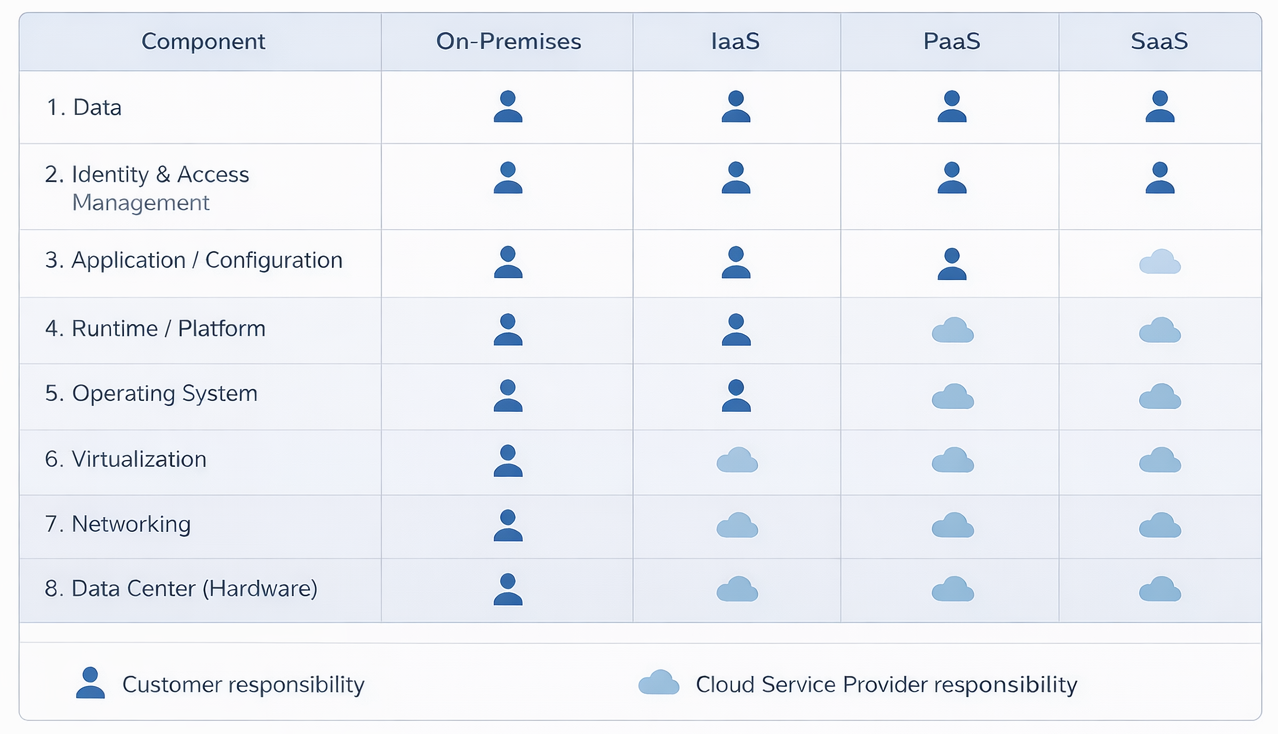 Component On-Premises IaaS PaaS SaaS
1. Data
2. Identity & Access
Management
3. Application / Configuration
4. Runtime / Platform
5. Operating System
6. Virtualization
7. Networking
8. Data Center (Hardware)
Customer responsibility Cloud Service Provider responsibility